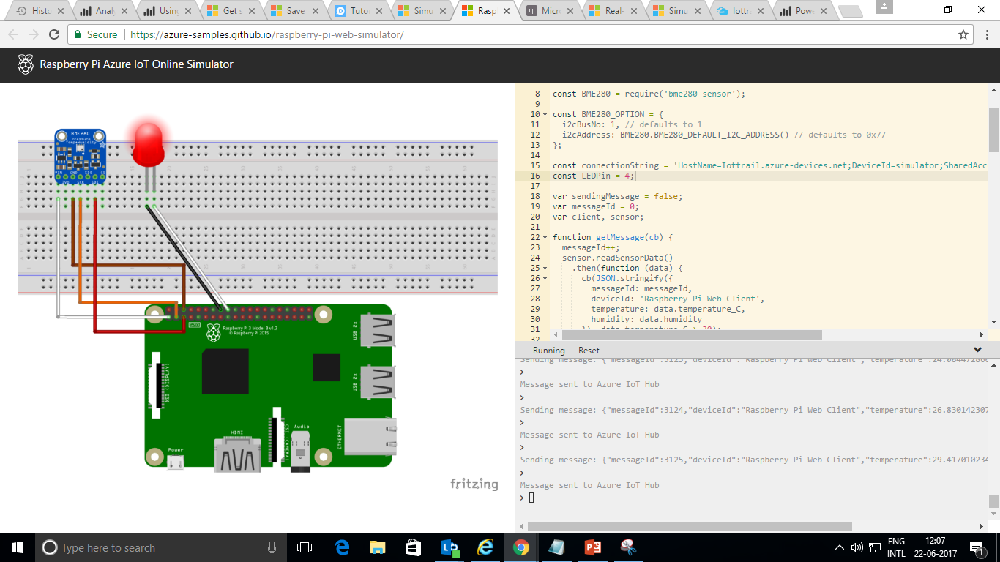 Histo
Analy
Using
Get s
Save
Tuto
Simu
Rasp
Micr
Real-
Simu
Iottra
Powe
Secure
https://azure-samples.github.io/raspberry-pi-web-simulator/
Raspberry Pi Azure IoT Online Simulator
8 const BME280 = require('bme280-sensor');
9
10 const BME280_OPTION = {
11 i2cBusNo: 1, // defaults to 1
12 i2cAddress: BME280.BME280_DEFAULT_I2C_ADDRESS() // defaults to 0x77
13 };
14
15 const connectionString = 'HostName=Iottrail.azure-devices.net;DeviceId=simulator;SharedAcc
16 const LEDPin = 4;
17
18 var sendingMessage = false;
19 var messageId = 0;
20 var client, sensor;
21
22 function getMessage(cb) {
23 messageId++;
24 sensor.readSensorData()
25 .then(function (data) {
26 cb(JSON.stringify({
27 messageId: messageId,
28 deviceId: 'Raspberry Pi Web Client',
29 temperature: data.temperature_C,
30 humidity: data.humidity
31 }), data.temperature_C > 30);
32
Running Reset
Sending message: {"messageId":3123,"deviceId":"Raspberry Pi Web Client","temperature":24.084472860
>
Message sent to Azure IoT Hub
>
Sending message: {"messageId":3124,"deviceId":"Raspberry Pi Web Client","temperature":26.830142307
>
Message sent to Azure IoT Hub
>
Sending message: {"messageId":3125,"deviceId":"Raspberry Pi Web Client","temperature":29.417010234
>
Message sent to Azure IoT Hub
>
BME280
Pressure
Temp+Humidity
VIN
GND
SDO
CS
3Vo
SCK
SDI
GPIO
Raspberry Pi 3 Model B v1.2
© Raspberry Pi 2015
USB 2x
USB 2x
DSI (DISPLAY)
CSI (CAMERA)
HDMI
Audio
ETHERNET
Power
fritzing
Type here to search
ENG
INTL
12:07
22-06-2017
1